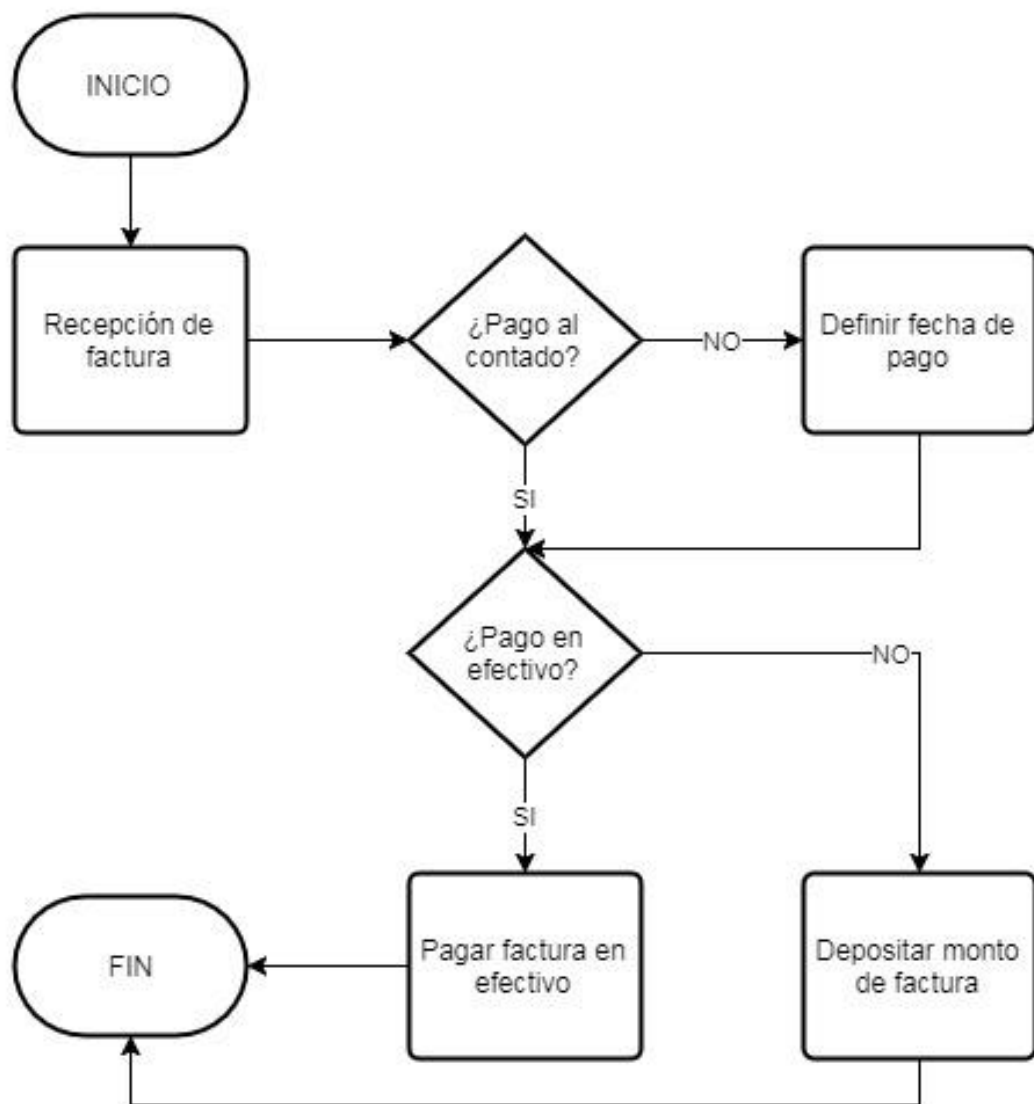 INICIO
Recepción de
factura
¿Pago al
contado?
NO
Definir fecha de
pago
SI
¿Pago en
efectivo?
NO
SI
FIN
Pagar factura en
efectivo
Depositar monto
de factura